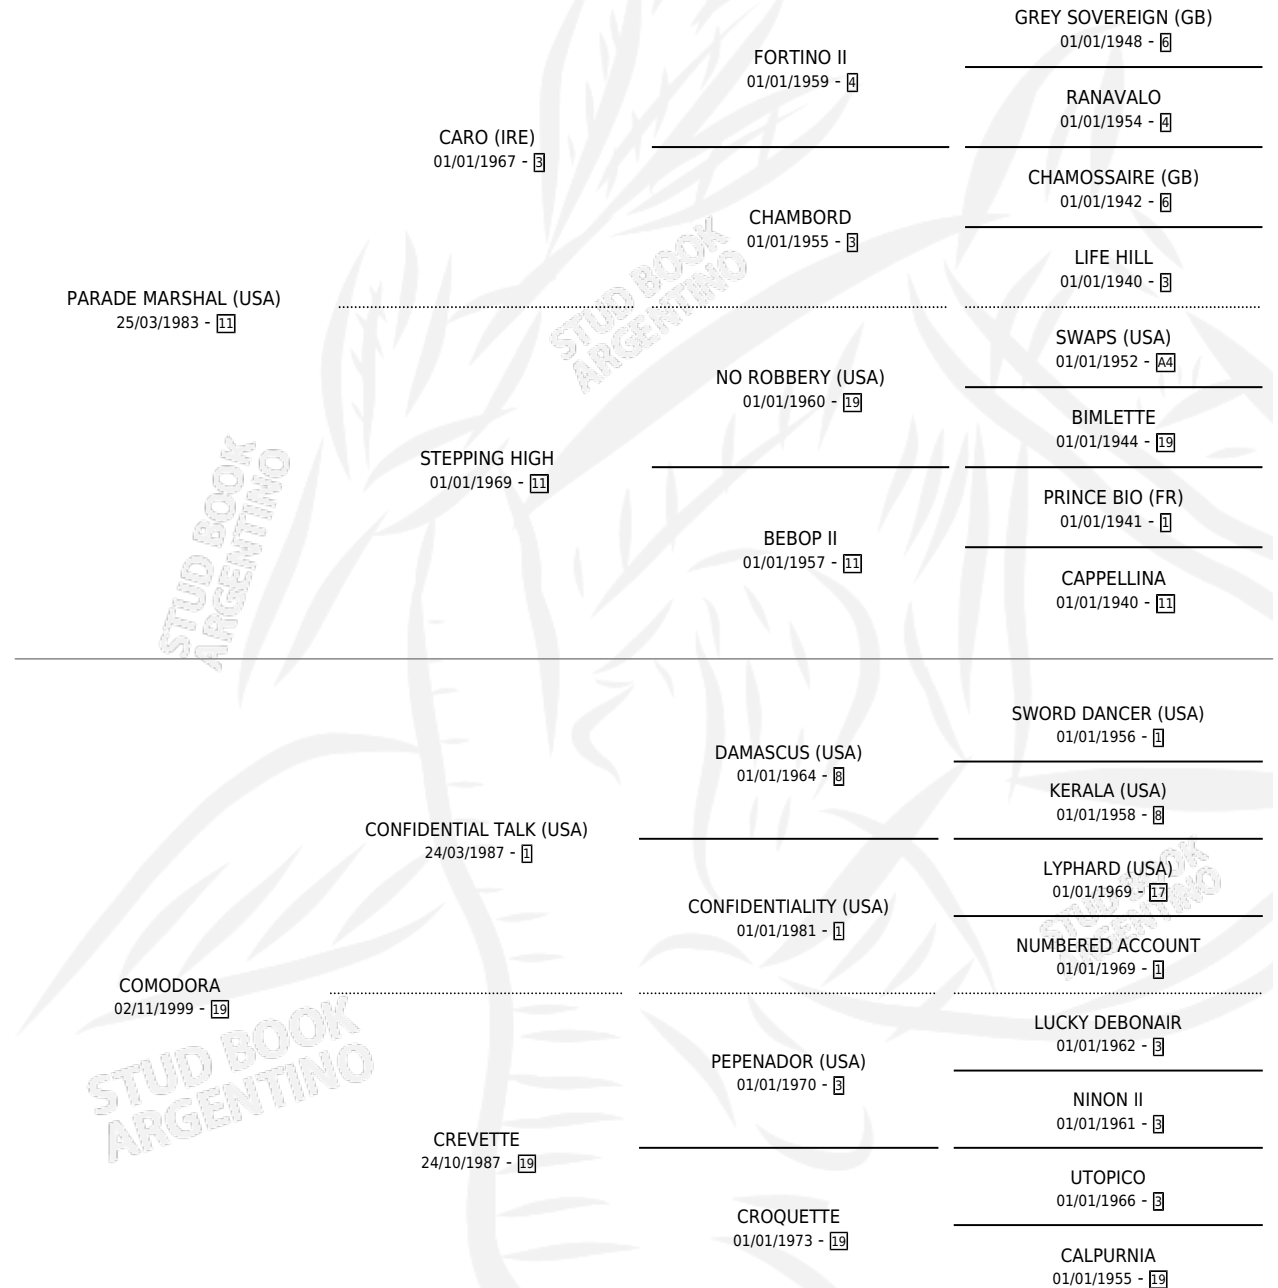 GREY SOVEREIGN (GB)
01/01/1948 - 6
FORTINO II
01/01/1959 - 4
RANAVALO
01/01/1954 - 4
CARO (IRE)
01/01/1967 - 3
CHAMOSSAIRE (GB)
01/01/1942 - 6
CHAMBORD
01/01/1955 - 3
LIFE HILL
01/01/1940 - 3
PARADE MARSHAL (USA)
25/03/1983 - 11
STUD BOOK
ARGENTINO
SWAPS (USA)
01/01/1952 - A4
NO ROBBERY (USA)
01/01/1960 - 19
BIMLETTE
01/01/1944 - 19
STEPPING HIGH
01/01/1969 - 11
PRINCE BIO (FR)
01/01/1941 - 1
BEBOP II
01/01/1957 - 11
CAPPELLINA
01/01/1940 - 11
STUD BOOK
ARGENTINO
SWORD DANCER (USA)
01/01/1956 - 1
DAMASCUS (USA)
01/01/1964 - 8
KERALA (USA)
01/01/1958 - 8
CONFIDENTIAL TALK (USA)
24/03/1987 - 1
LYPHARD (USA)
01/01/1969 - 17
CONFIDENTIALITY (USA)
01/01/1981 - 1
STUD BOOK
ARGENTINO
NUMBERED ACCOUNT
01/01/1969 - 1
COMODORA
02/11/1999 - 19
LUCKY DEBONAIR
01/01/1962 - 3
PEPENADOR (USA)
01/01/1970 - 3
STUD BOOK
ARGENTINO
NINON II
01/01/1961 - 3
CREVETTE
24/10/1987 - 19
UTOPICO
01/01/1966 - 3
CROQUETTE
01/01/1973 - 19
CALPURNIA
01/01/1955 - 19